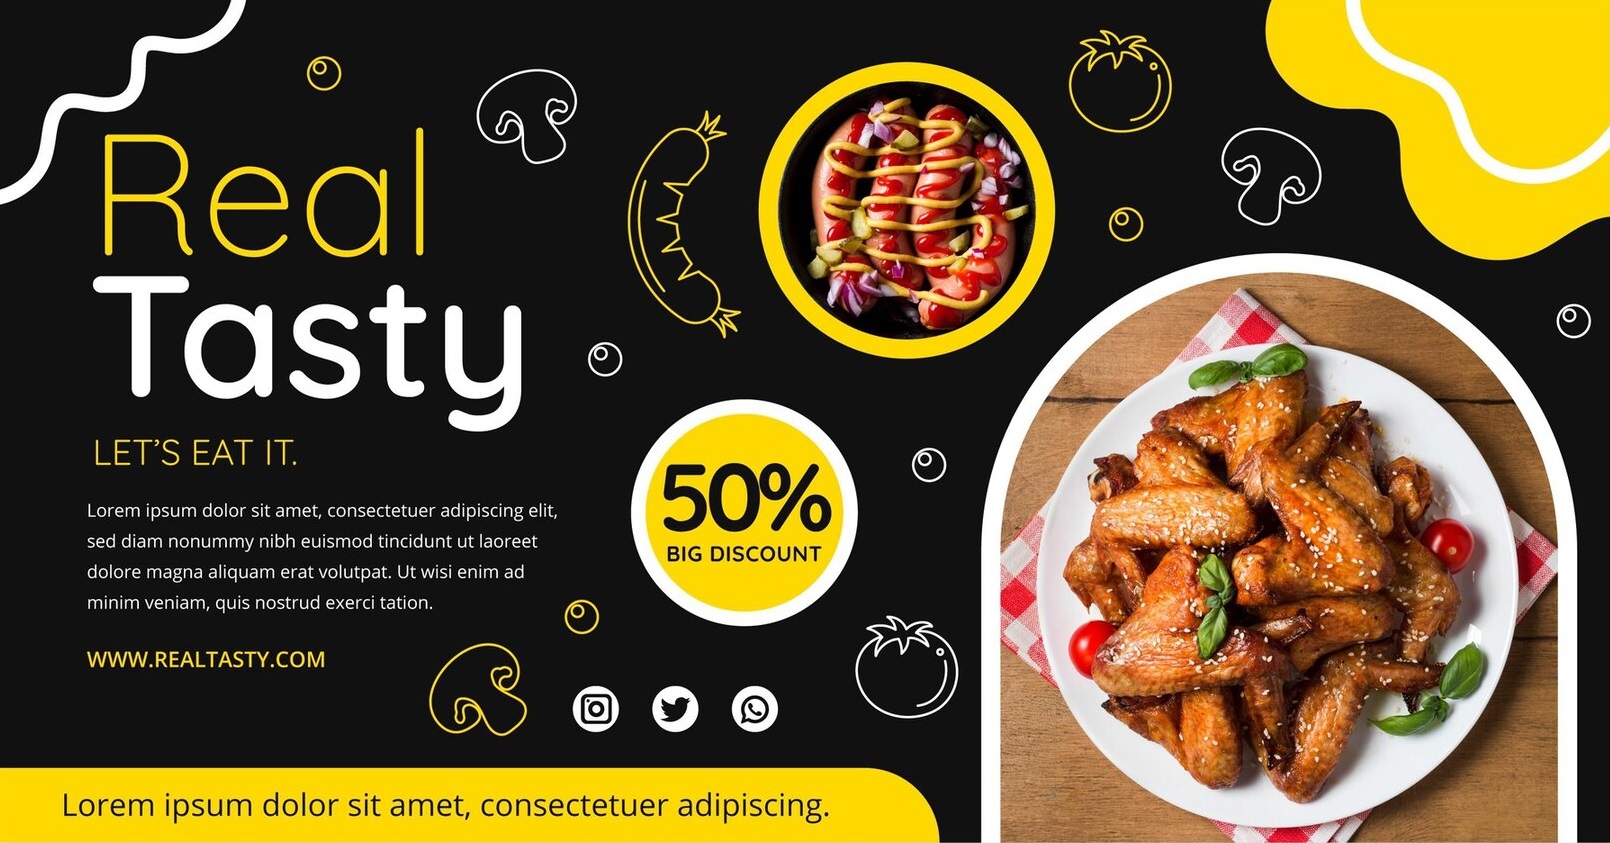 Real
Tasty
LET'S EAT IT.
Lorem ipsum dolor sit amet, consectetuer adipiscing elit,
sed diam nonummy nibh euismod tincidunt ut laoreet
dolore magna aliquam erat volutpat. Ut wisi enim ad
minim veniam, quis nostrud exerci tation.
WWW.REALTASTY.COM
50%
BIG DISCOUNT
Lorem ipsum dolor sit amet, consectetuer adipiscing.